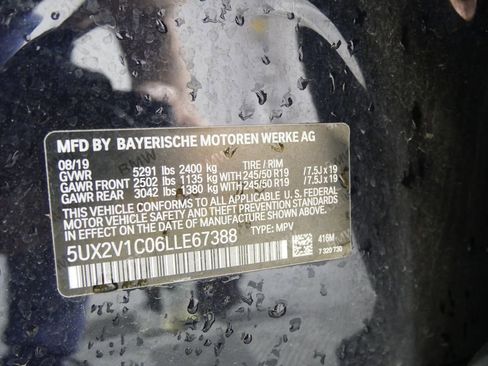 MFD BY BAYERISCHE MOTOREN WERKE AG
08/19 TIRE / RIM
GVWR 5291 lbs 2400 kg
GAWR FRONT 2502 lbs 1135 kg WITH 245/50 R19 /7.5J x 19
GAWR REAR 3042 lbs 1380 kg WITH 245/50 R19 /7.5J x 19
THIS VEHICLE CONFORMS TO ALL APPLICABLE U.S. FEDERAL
MOTOR VEHICLE SAFETY AND THEFT PREVENTION STANDARDS
IN EFFECT ON THE DATE OF MANUFACTURE SHOWN ABOVE.
5UX2V1C06LLE67388 TYPE: MPV 416M
7 320 730